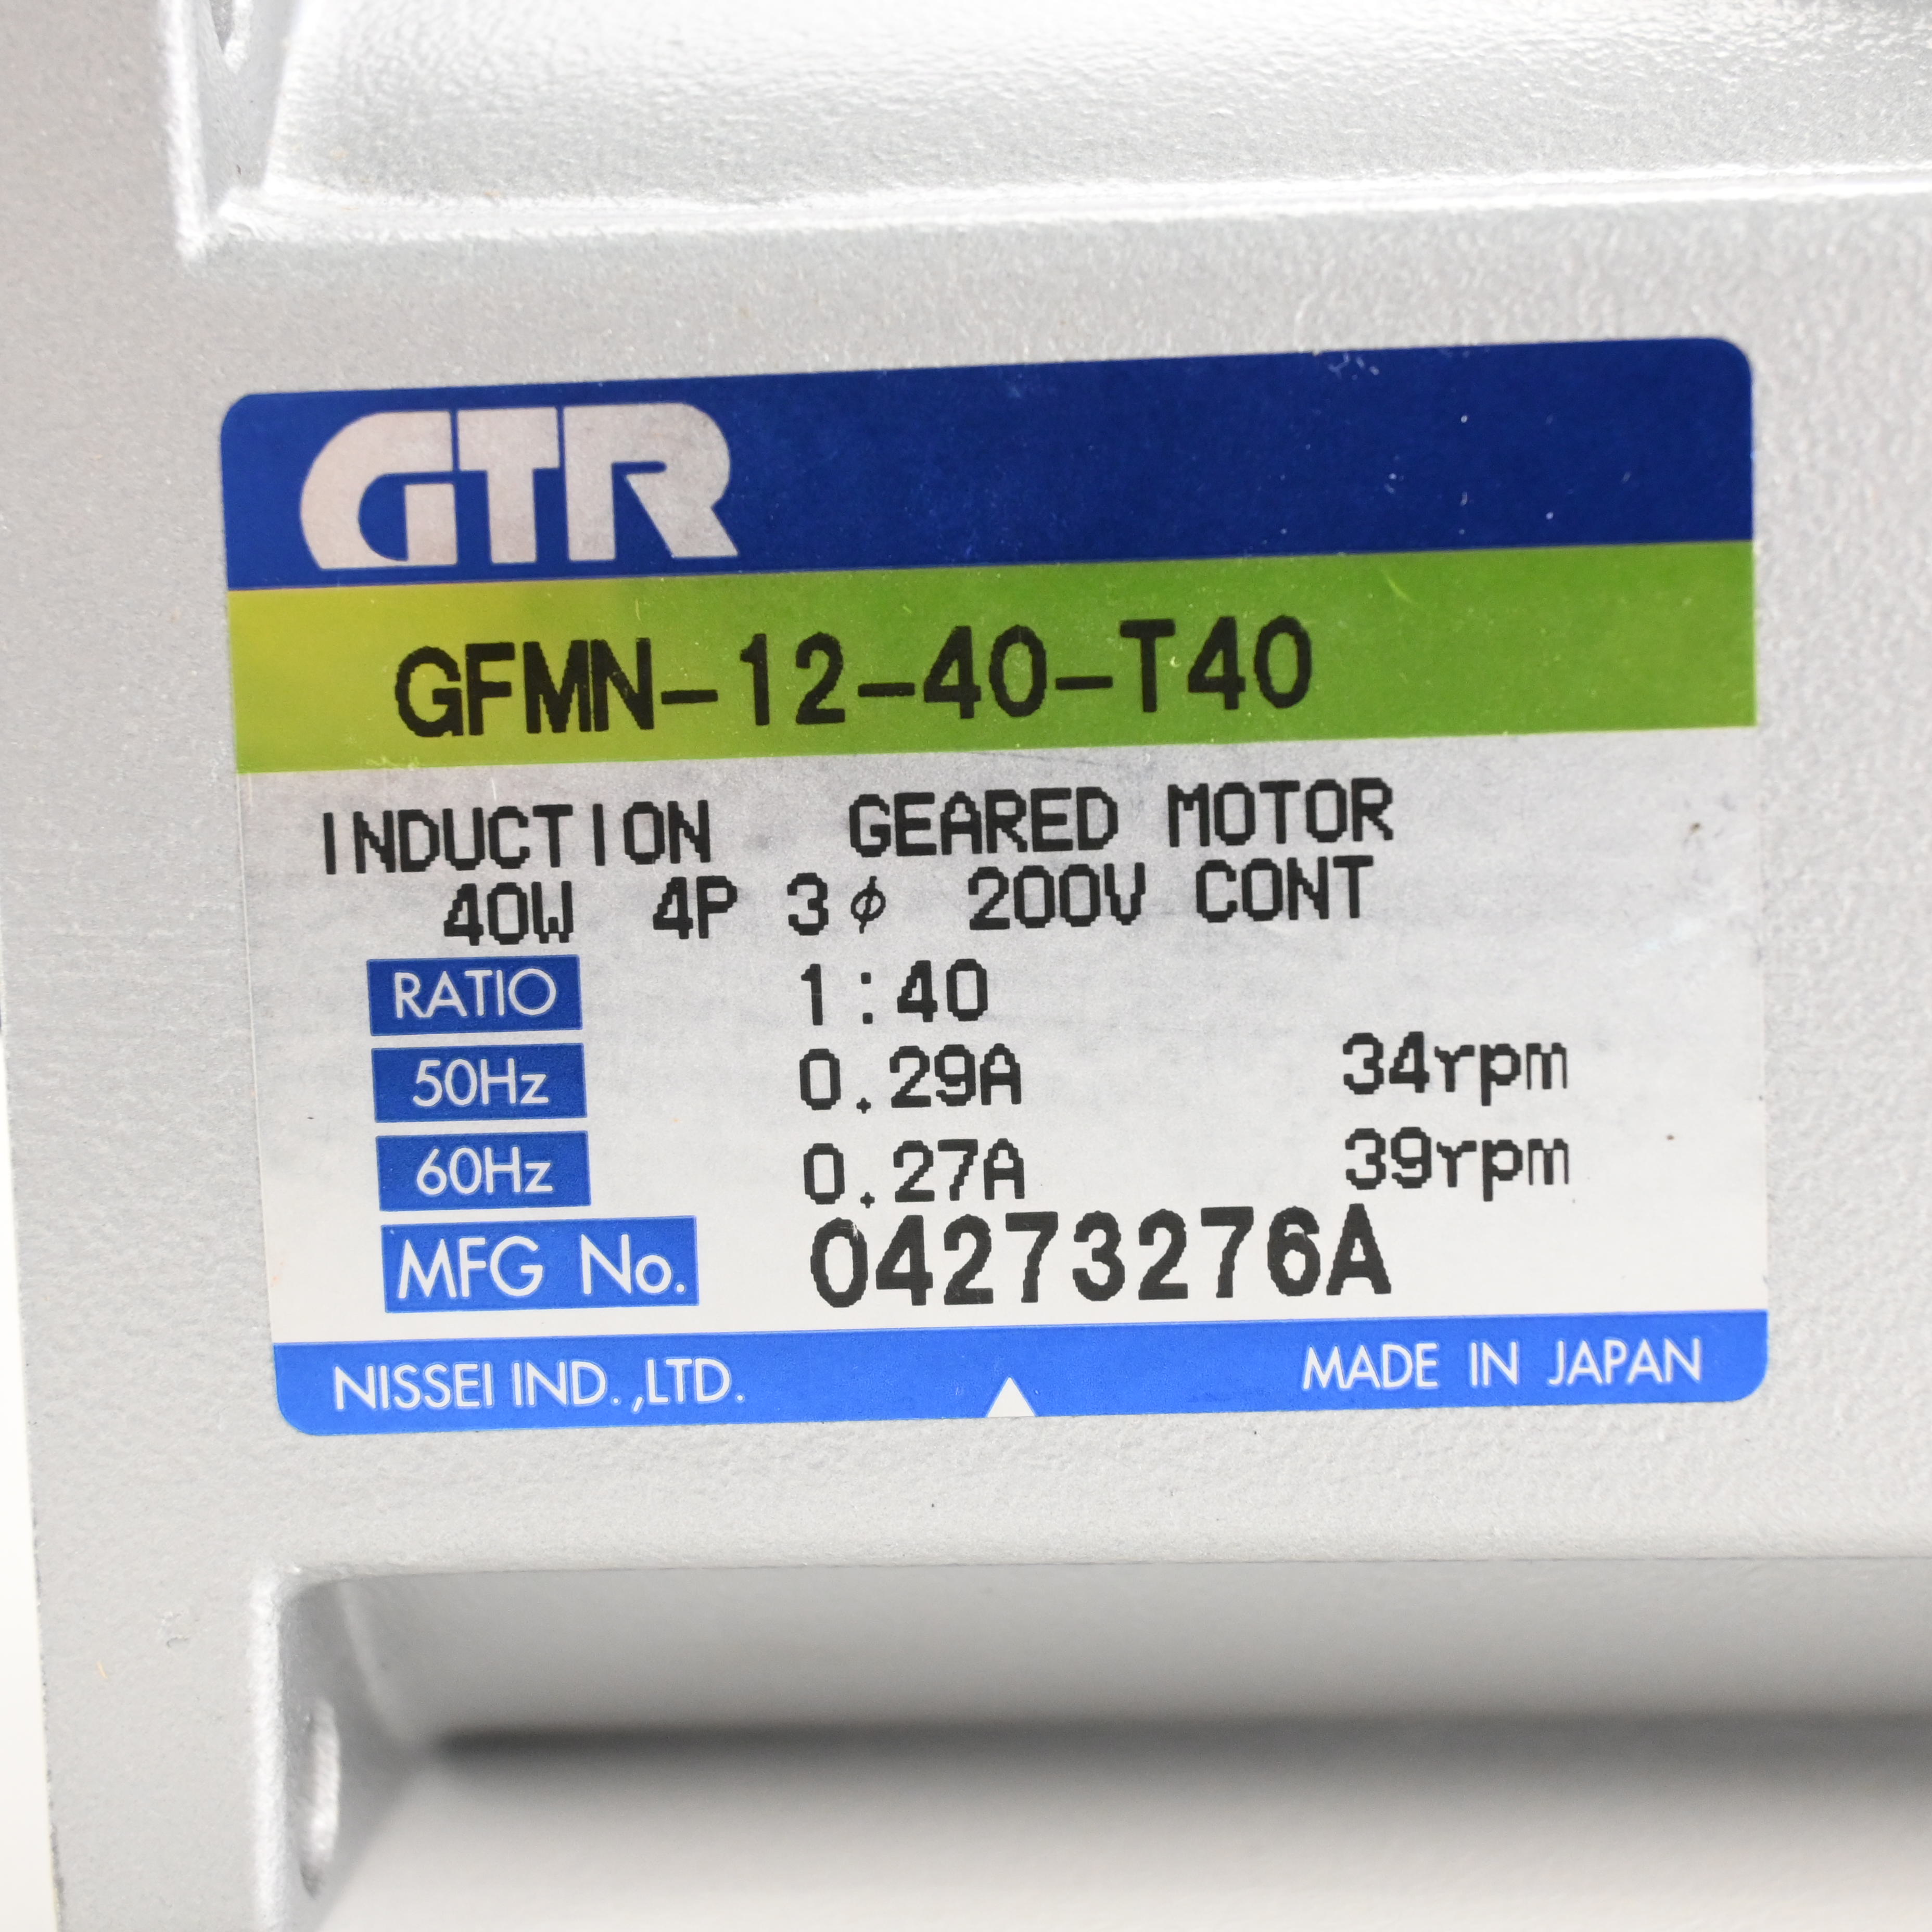 GTR
GFMN-12-40-T40
INDUCTION GEARED MOTOR
40W 4P 3φ 200V CONT
RATIO 1:40
50Hz 0.29A 34rpm
60Hz 0.27A 39rpm
MFG No. 04273276A
NISSEI IND.,LTD. MADE IN JAPAN